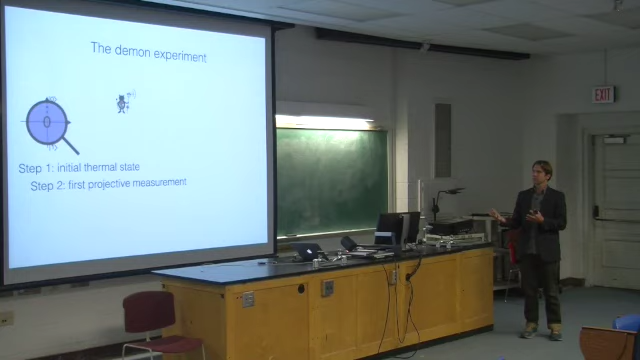 The demon experiment
Step 1: initial thermal state
Step 2: first projective measurement
EXIT